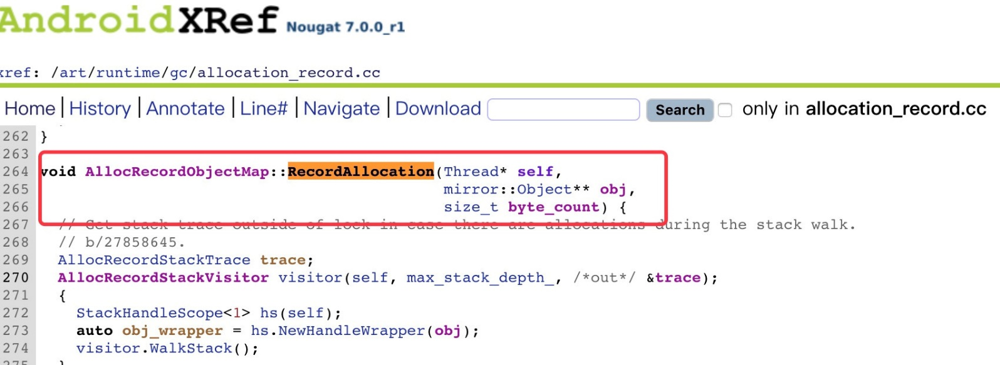 AndroidXRef Nougat 7.0.0_r1
xref: /art/runtime/gc/allocation_record.cc
Home | History | Annotate | Line# | Navigate | Download Search only in allocation_record.cc
262 }
263
264 void AllocRecordObjectMap::RecordAllocation(Thread* self,
265 mirror::Object** obj,
266 size_t byte_count) {
267 // Get stack trace outside of lock in case there are allocations during the stack walk.
268 // b/27858645.
269 AllocRecordStackTrace trace;
270 AllocRecordStackVisitor visitor(self, max_stack_depth_, /*out*/ &trace);
271 {
272 StackHandleScope<1> hs(self);
273 auto obj_wrapper = hs.NewHandleWrapper(obj);
274 visitor.WalkStack();
275 }